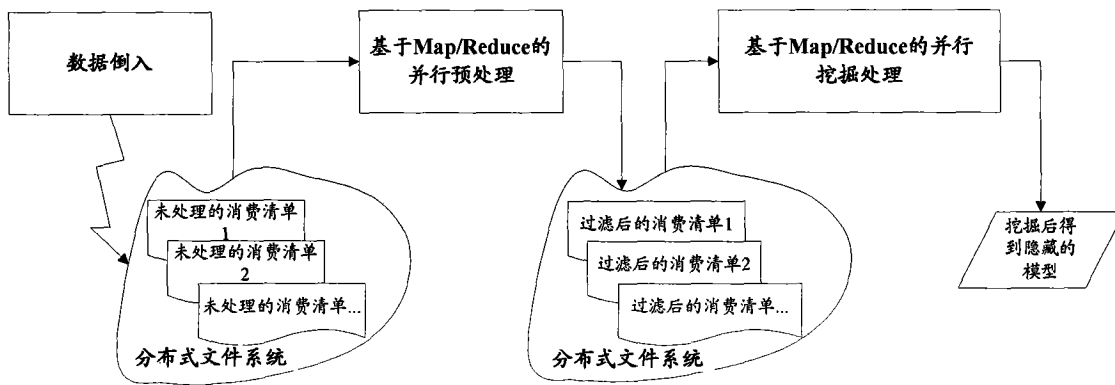 数据倒入
基于Map/Reduce的
并行预处理
基于Map/Reduce的并行
挖掘处理
未处理的消费清单
1
未处理的消费清单
2
未处理的消费清单...
分布式文件系统
过滤后的消费清单1
过滤后的消费清单2
过滤后的消费清单...
分布式文件系统
挖掘后得
到隐藏的
模型